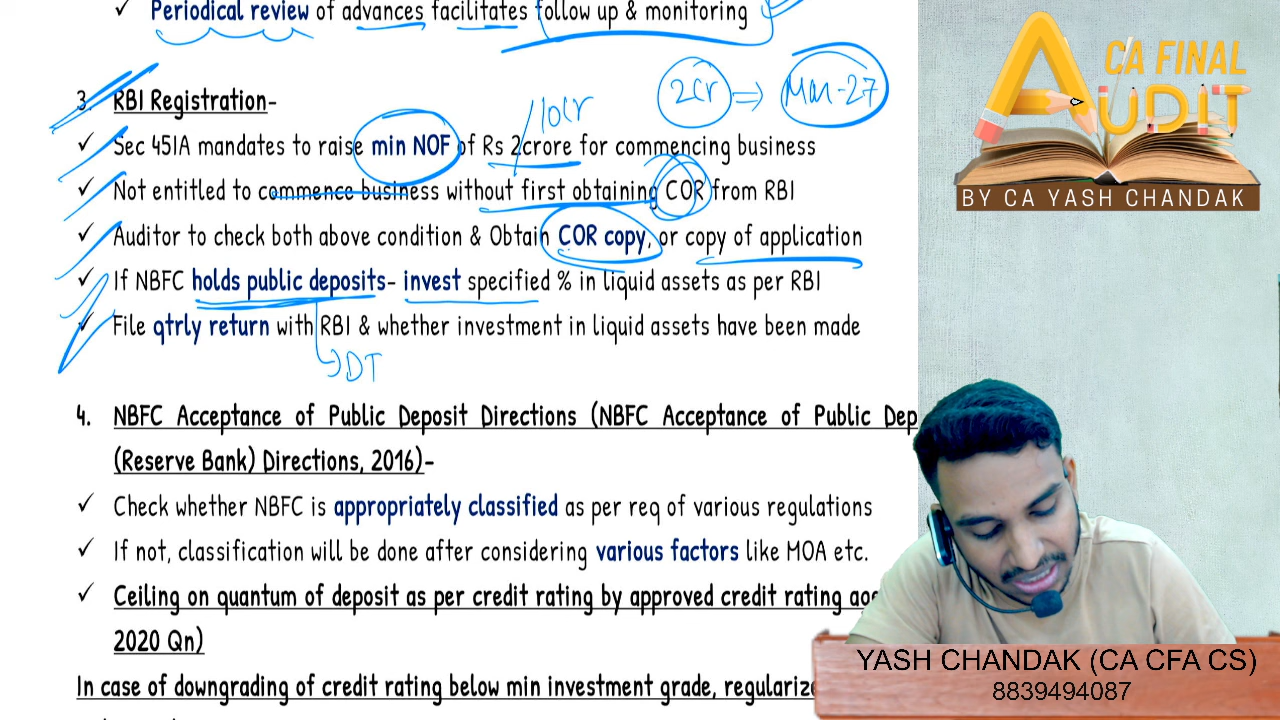 ✓ Periodical review of advances facilitates follow up & monitoring
3. RBI Registration-
2Cr ⇒ Mar-27
/10Cr
✓ Sec 45IA mandates to raise min NOF of Rs 2 crore for commencing business
✓ Not entitled to commence business without first obtaining COR from RBI
✓ Auditor to check both above condition & Obtain COR copy, or copy of application
✓ If NBFC holds public deposits- invest specified % in liquid assets as per RBI
✓ File qtrly return with RBI & whether investment in liquid assets have been made
DT
4. NBFC Acceptance of Public Deposit Directions (NBFC Acceptance of Public Dep
(Reserve Bank) Directions, 2016)-
✓ Check whether NBFC is appropriately classified as per req of various regulations
✓ If not, classification will be done after considering various factors like MOA etc.
✓ Ceiling on quantum of deposit as per credit rating by approved credit rating
2020 Qn)
In case of downgrading of credit rating below min investment grade,
CA FINAL
AUDIT
BY CA YASH CHANDAK
YASH CHANDAK (CA CFA CS)
8839494087